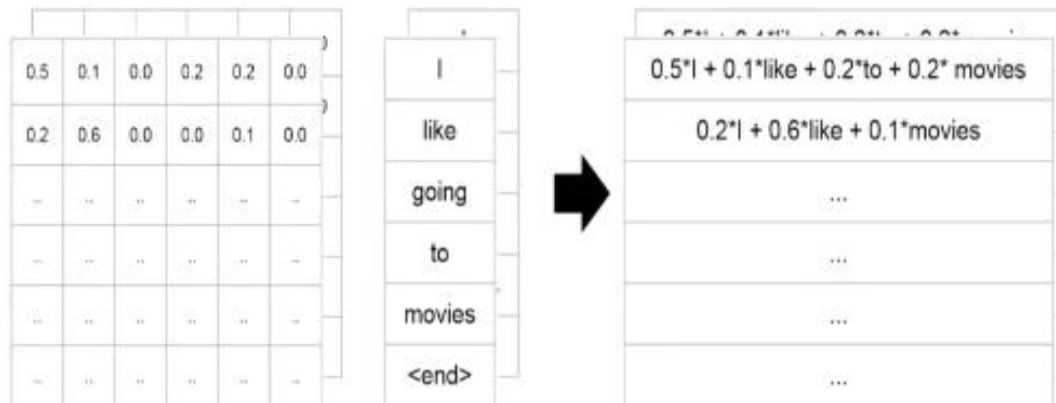 0.5 0.1 0.0 0.2 0.2 0.0
0.2 0.6 0.0 0.0 0.1 0.0
.. .. .. .. .. ..
.. .. .. .. .. ..
.. .. .. .. .. ..
.. .. .. .. .. ..
I
like
going
to
movies
<end>
0.5*I + 0.1*like + 0.2*to + 0.2* movies
0.2*I + 0.6*like + 0.1*movies
...
...
...
...